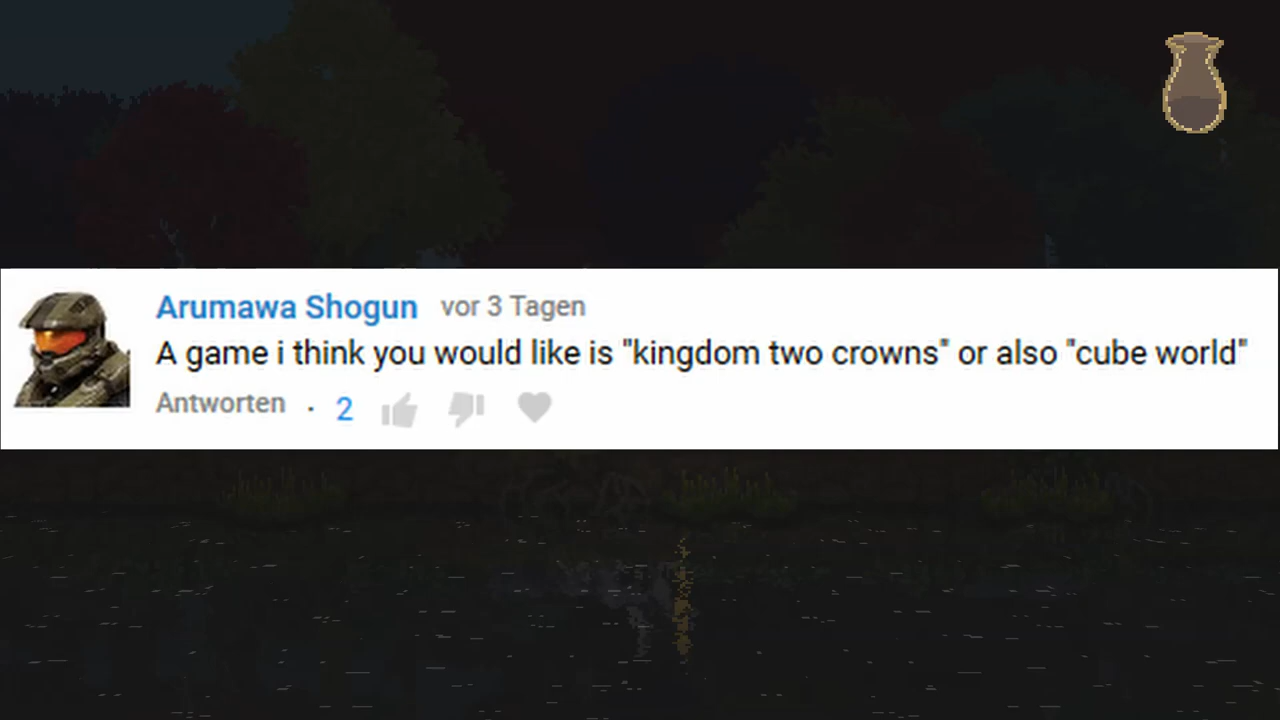 Arumawa Shogun vor 3 Tagen
A game i think you would like is "kingdom two crowns" or also "cube world"
Antworten · 2